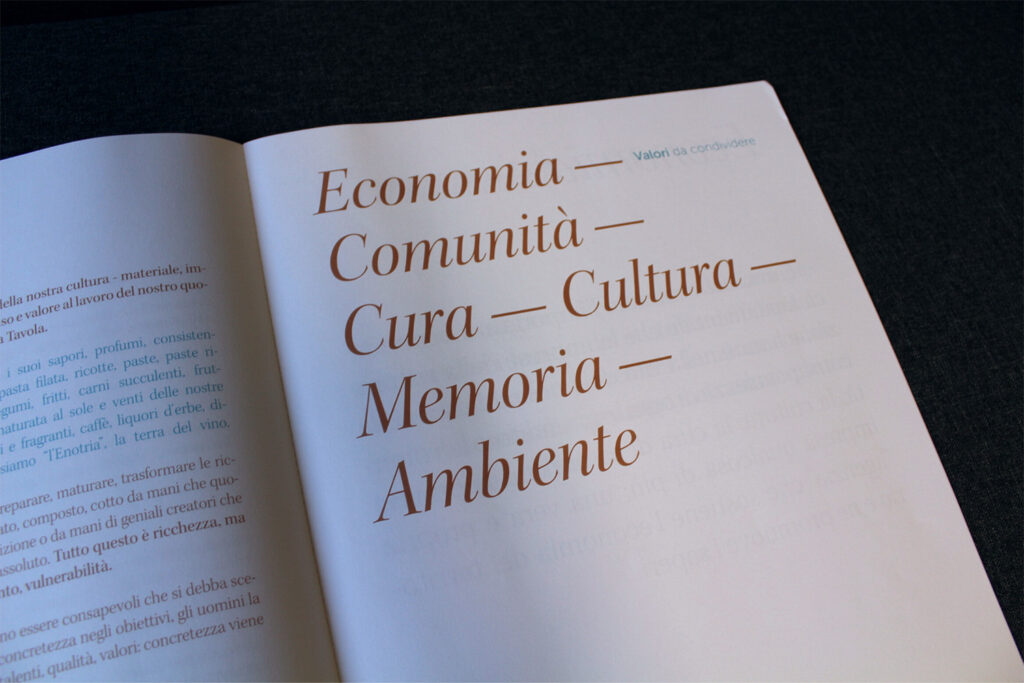 della nostra cultura - materiale, im-
so e valore al lavoro del nostro quo-
a Tavola.
i suoi sapori, profumi, consisten-
pasta filata, ricotte, paste, paste ri-
gumi, fritti, carni succulenti, frut-
naturata al sole e venti delle nostre
i e fragranti, caffè, liquori d'erbe, di-
siamo "l'Enotria", la terra del vino,
reparare, maturare, trasformare le ric-
ato, composto, cotto da mani che quo-
izione o da mani di geniali creatori che
assoluto. Tutto questo è ricchezza, ma
nto, vulnerabilità.
no essere consapevoli che si debba sce-
concretezza negli obiettivi, gli uomini la
talenti, qualità, valori: concretezza viene
Economia — Valori da condividere
Comunità —
Cura — Cultura —
Memoria —
Ambiente